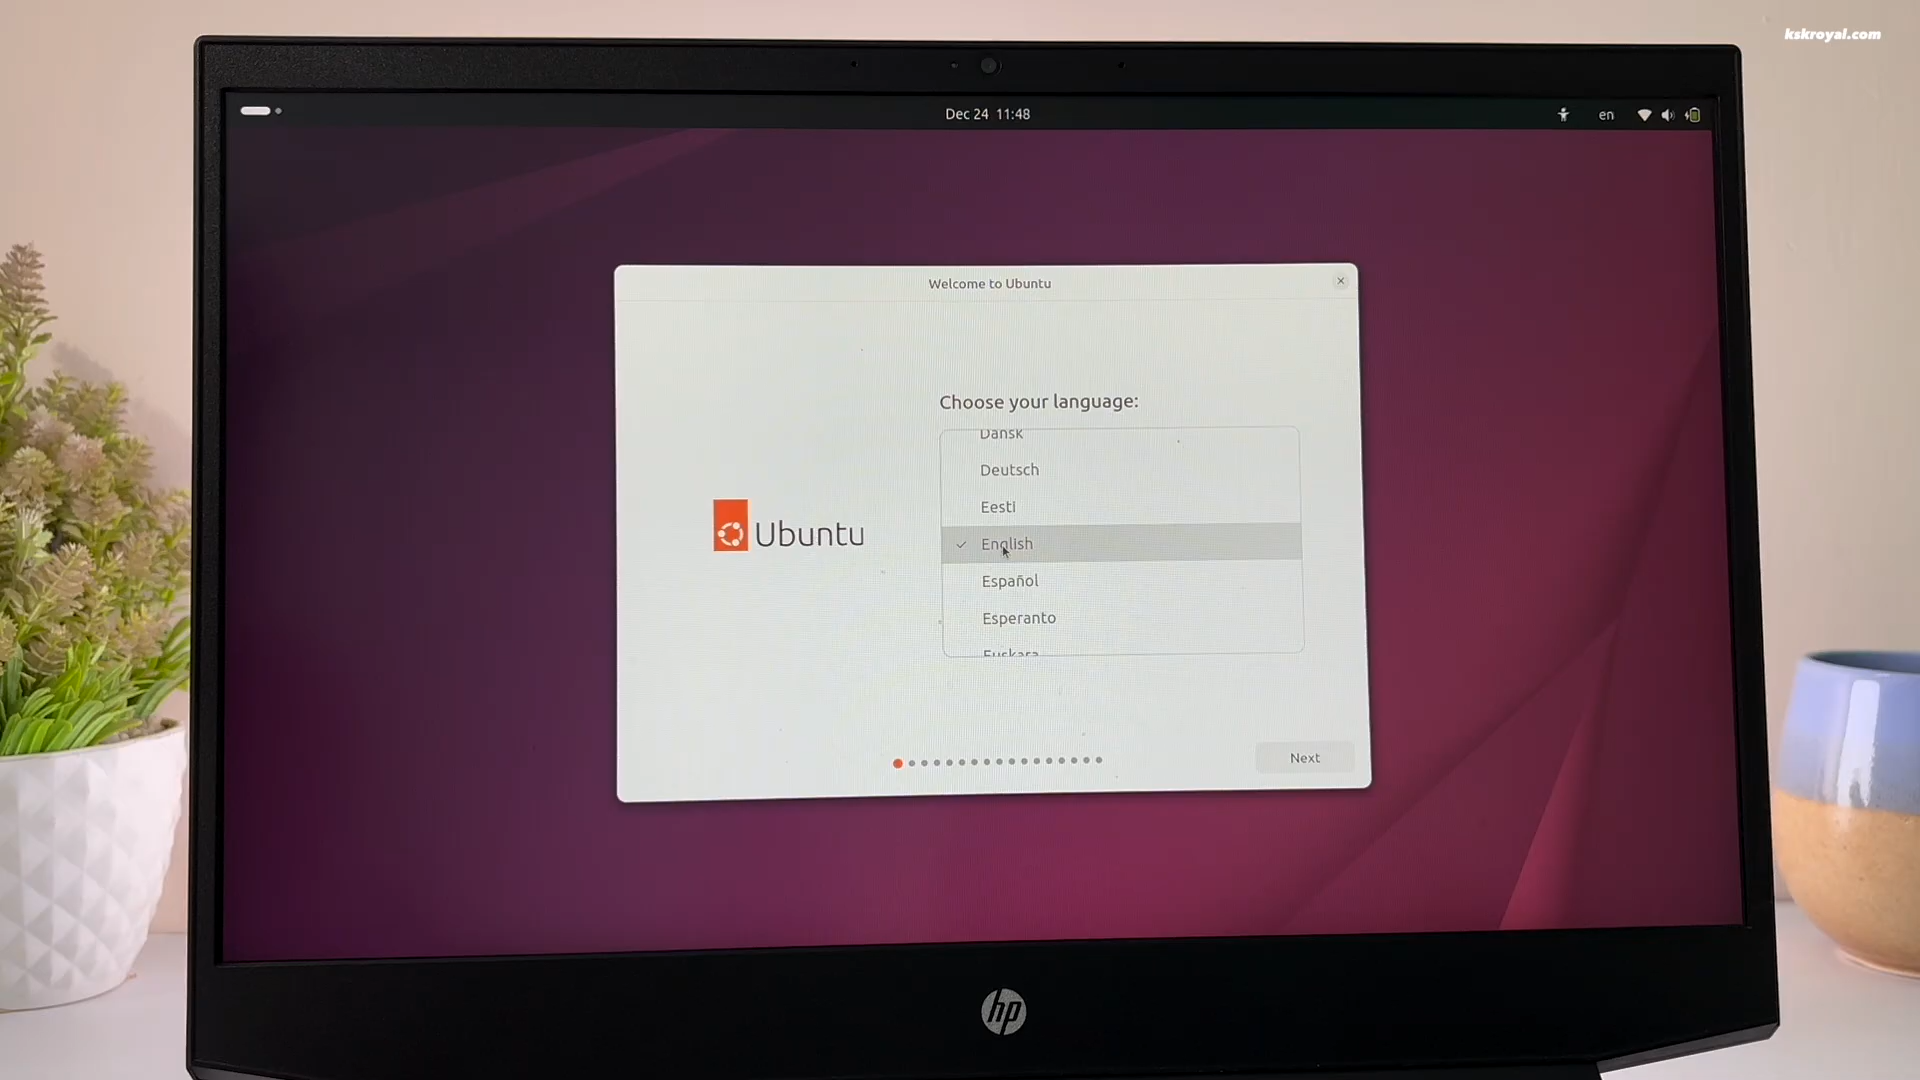 kskroyal.com
Dec 24 11:48
en
Welcome to Ubuntu
Choose your language:
Dansk
Deutsch
Eesti
English
Español
Esperanto
Euskara
Ubuntu
Next
hp